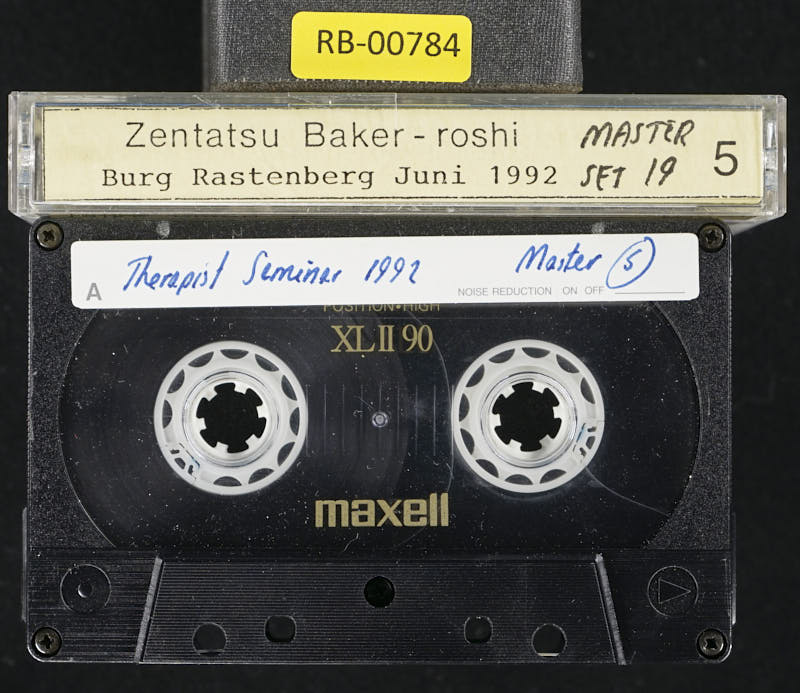 RB-00784
Zentatsu Baker-roshi MASTER
Burg Rastenberg Juni 1992 SET 19 5
A Therapist Seminar 1992 Master 5
NOISE REDUCTION ON OFF
POSITION•HIGH
XLII 90
maxell